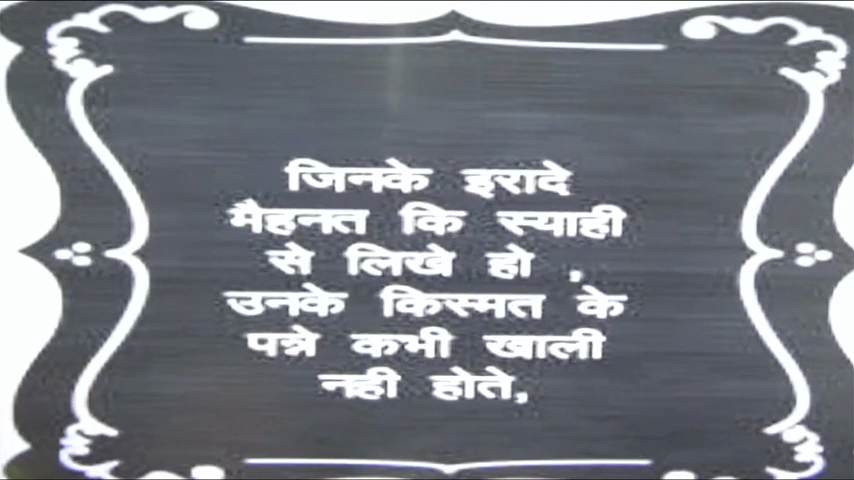 जिनके इरादे
मैहनत कि स्याही
से लिखे हो ,
उनके किस्मत के
पन्ने कभी खाली
नही होते,